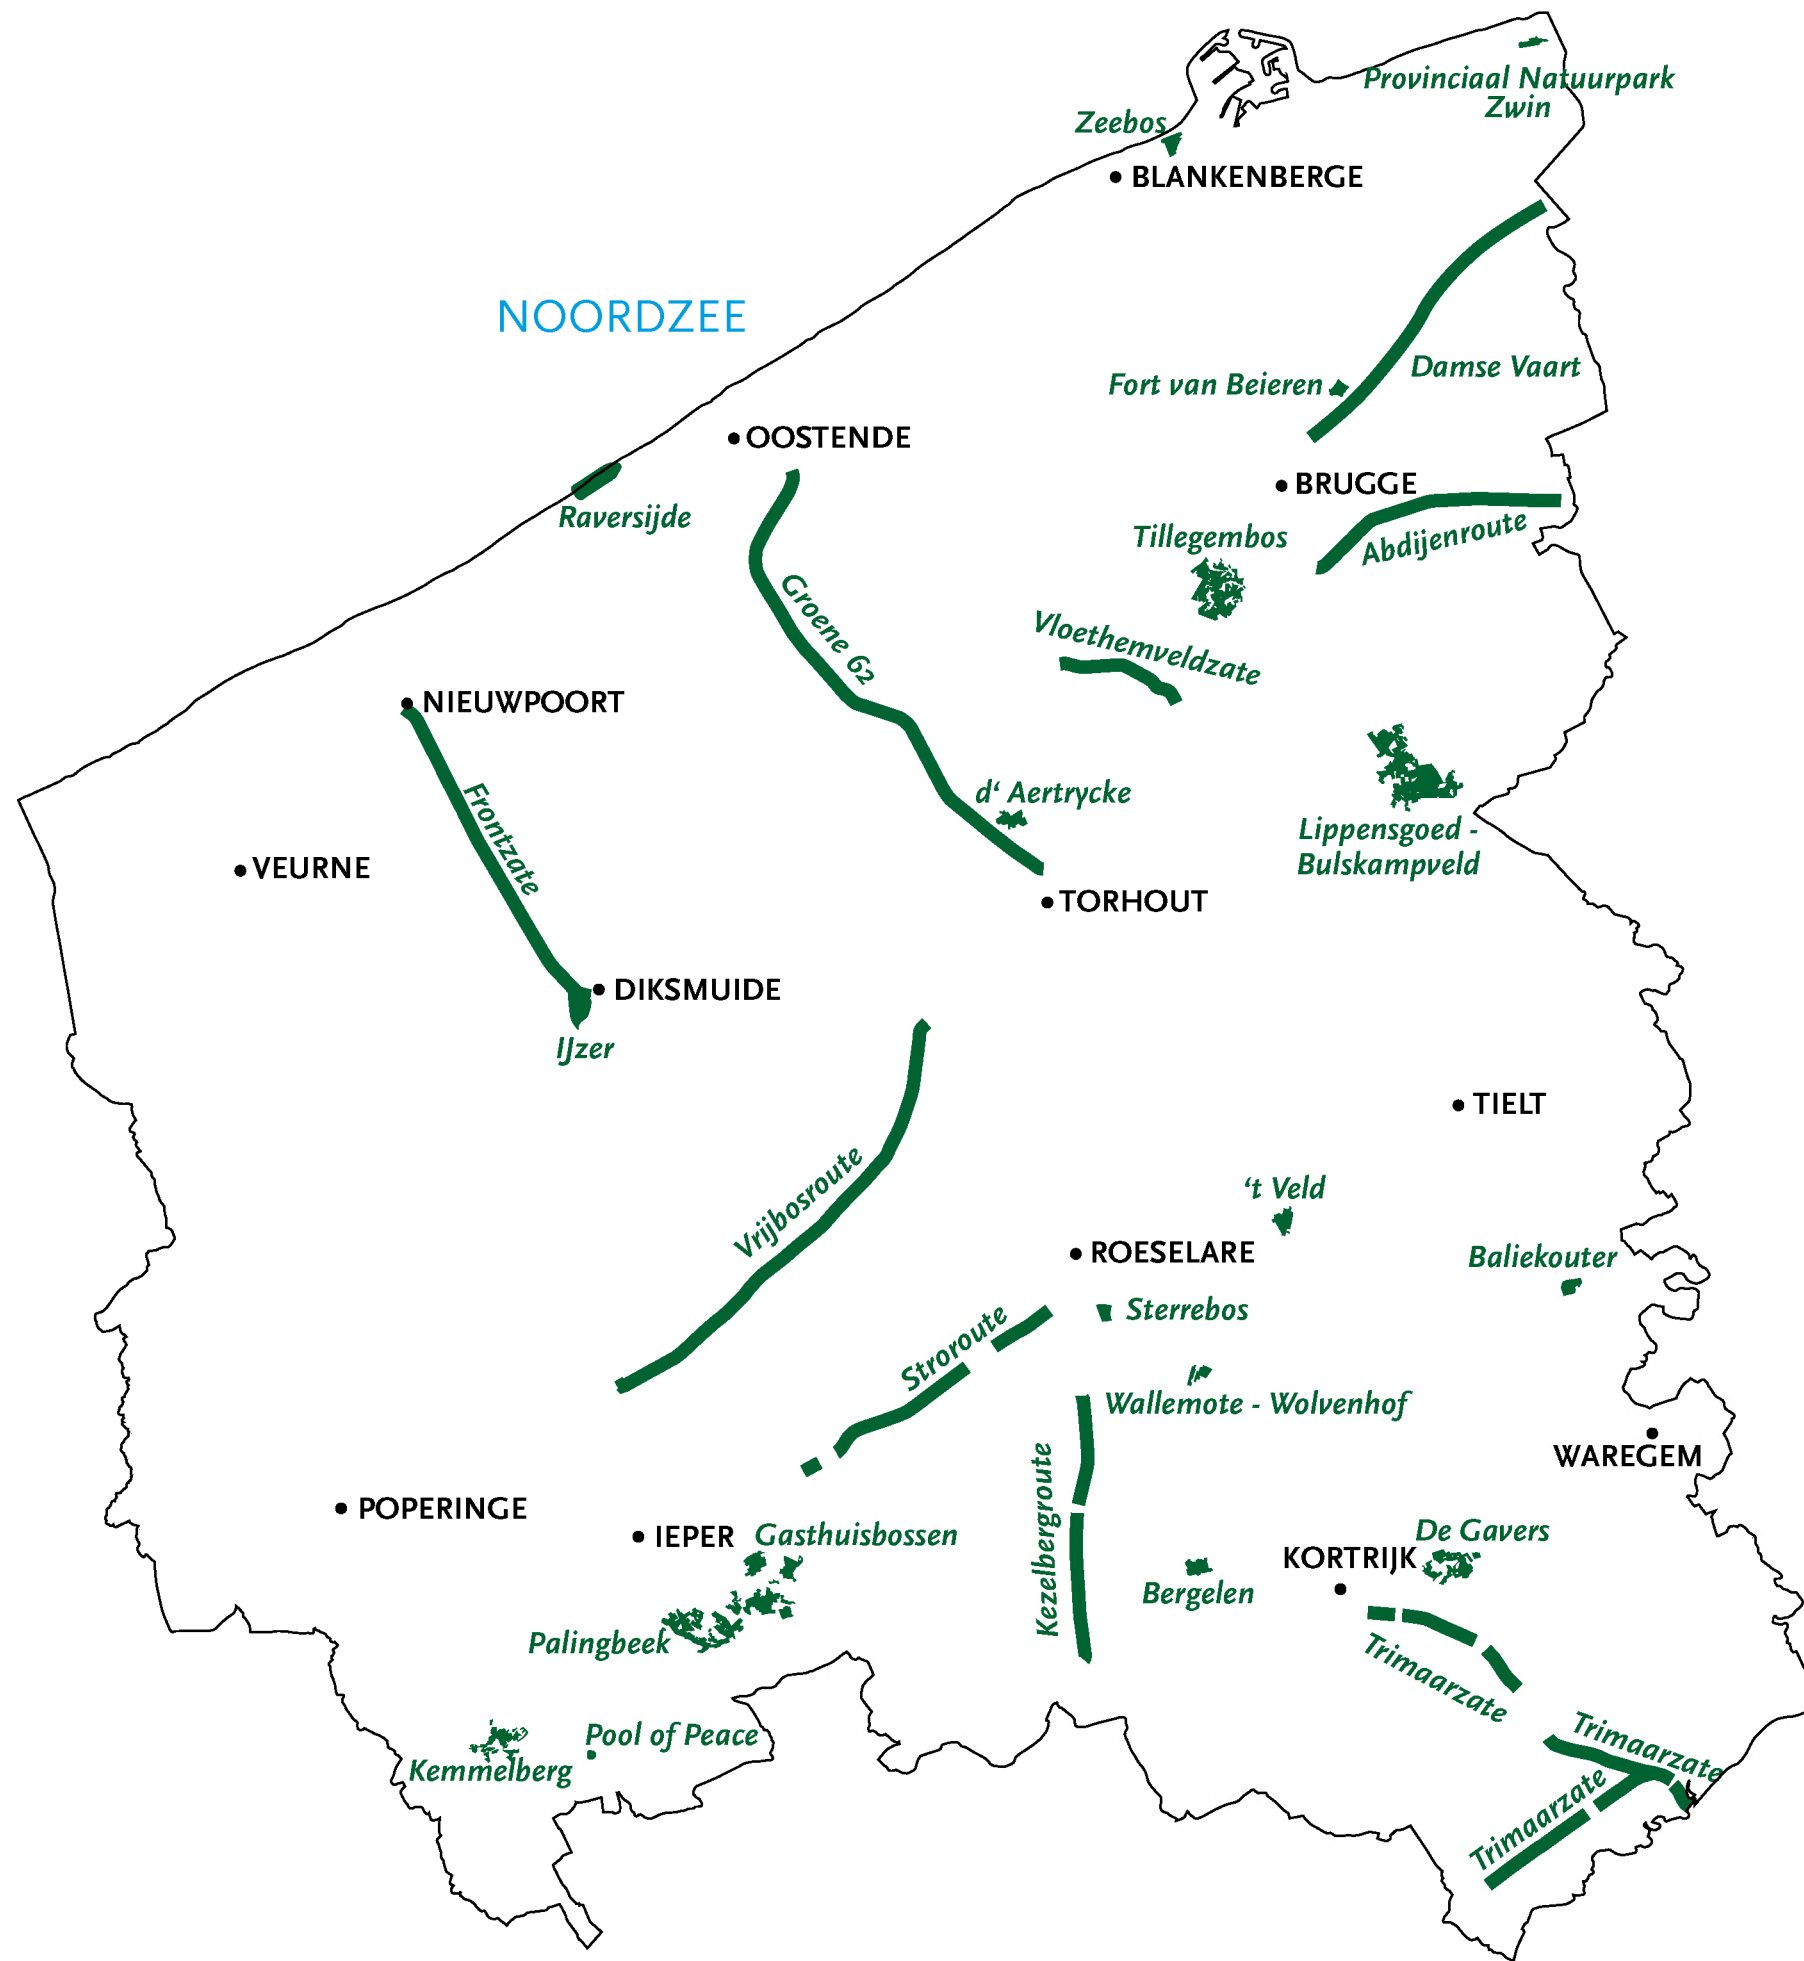 Provinciaal Natuurpark
Zwin
Zeebos
BLANKENBERGE
NOORDZEE
Damse Vaart
Fort van Beieren
OOSTENDE
BRUGGE
Raversijde
Tillegembos
Abdijenroute
Groene 62
Vloethemveldzate
NIEUWPOORT
d‘ Aertrycke
Frontzate
Lippensgoed -
Bulskampveld
VEURNE
TORHOUT
DIKSMUIDE
IJzer
TIELT
Vrijbosroute
‘t Veld
ROESELARE
Baliekouter
Sterrebos
Stroroute
Wallemote - Wolvenhof
WAREGEM
Kezelbergroute
POPERINGE
IEPER
Gasthuisbossen
De Gavers
KORTRIJK
Bergelen
Palingbeek
Trimaarzate
Pool of Peace
Kemmelberg
Trimaarzate
Trimaarzate